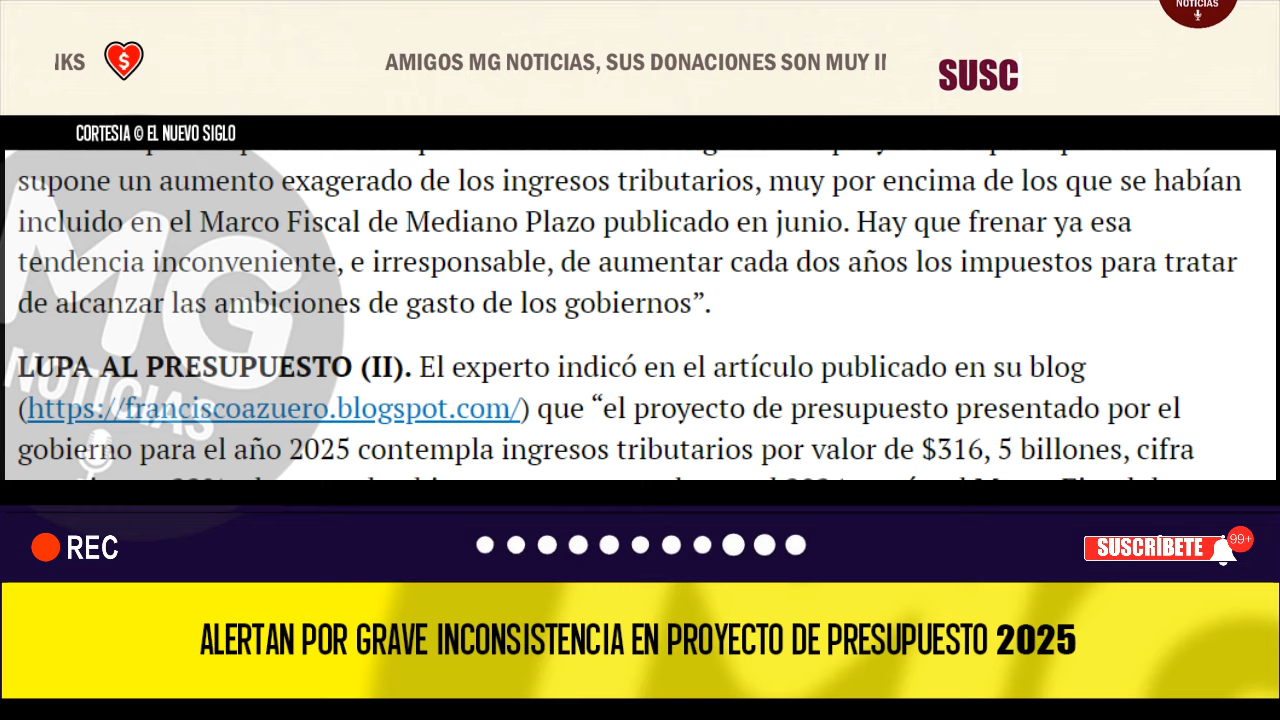 NOTICIAS
IKS
AMIGOS MG NOTICIAS, SUS DONACIONES SON MUY
SUSC
CORTESIA © EL NUEVO SIGLO
supone un aumento exagerado de los ingresos tributarios, muy por encima de los que se habían
incluido en el Marco Fiscal de Mediano Plazo publicado en junio. Hay que frenar ya esa
tendencia inconveniente, e irresponsable, de aumentar cada dos años los impuestos para tratar
de alcanzar las ambiciones de gasto de los gobiernos”.
LUPA AL PRESUPUESTO (II). El experto indicó en el artículo publicado en su blog
(https://franciscoazuero.blogspot.com/) que “el proyecto de presupuesto presentado por el
gobierno para el año 2025 contempla ingresos tributarios por valor de $316, 5 billones, cifra
MG
NOTICIAS
REC
SUSCRÍBETE
99+
ALERTAN POR GRAVE INCONSISTENCIA EN PROYECTO DE PRESUPUESTO 2025